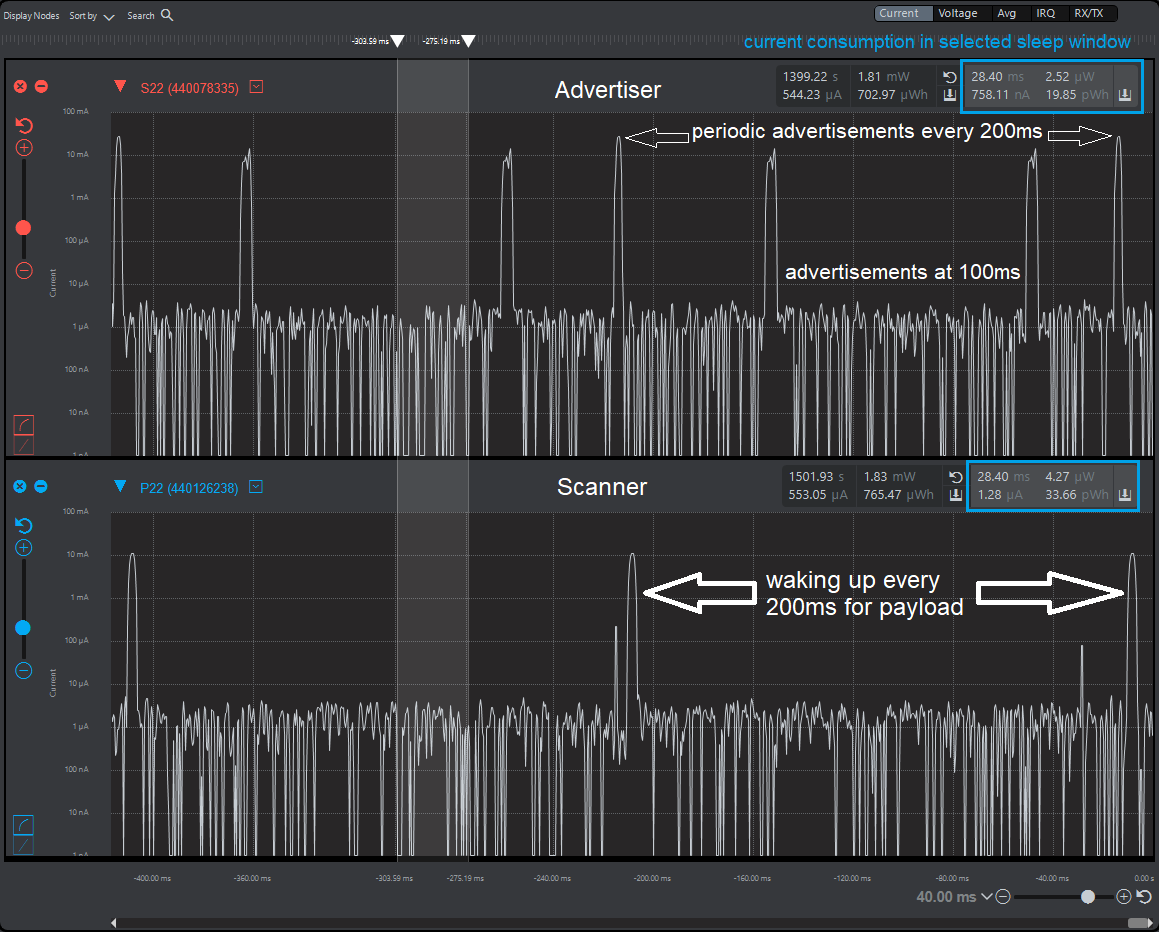 Display Nodes Sort by Search
Current Voltage Avg IRQ RX/TX
-303.59 ms -275.19 ms
current consumption in selected sleep window
S22 (440078335)
Advertiser
1399.22 s 1.81 mW 28.40 ms 2.52 µW
544.23 µA 702.97 µWh 758.11 nA 19.85 pWh
100 mA
periodic advertisements every 200ms
10 mA
1 mA
100 µA
advertisements at 100ms
10 µA
Current
1 µA
100 nA
10 nA
1 nA
P22 (440126238)
Scanner
1501.93 s 1.83 mW 28.40 ms 4.27 µW
553.05 µA 765.47 µWh 1.28 µA 33.66 pWh
100 mA
10 mA
waking up every
200ms for payload
1 mA
100 µA
10 µA
Current
1 µA
100 nA
10 nA
1 nA
-400.00 ms -360.00 ms -303.59 ms -275.19 ms -240.00 ms -200.00 ms -160.00 ms -120.00 ms -80.00 ms -40.00 ms 0.00 s
40.00 ms